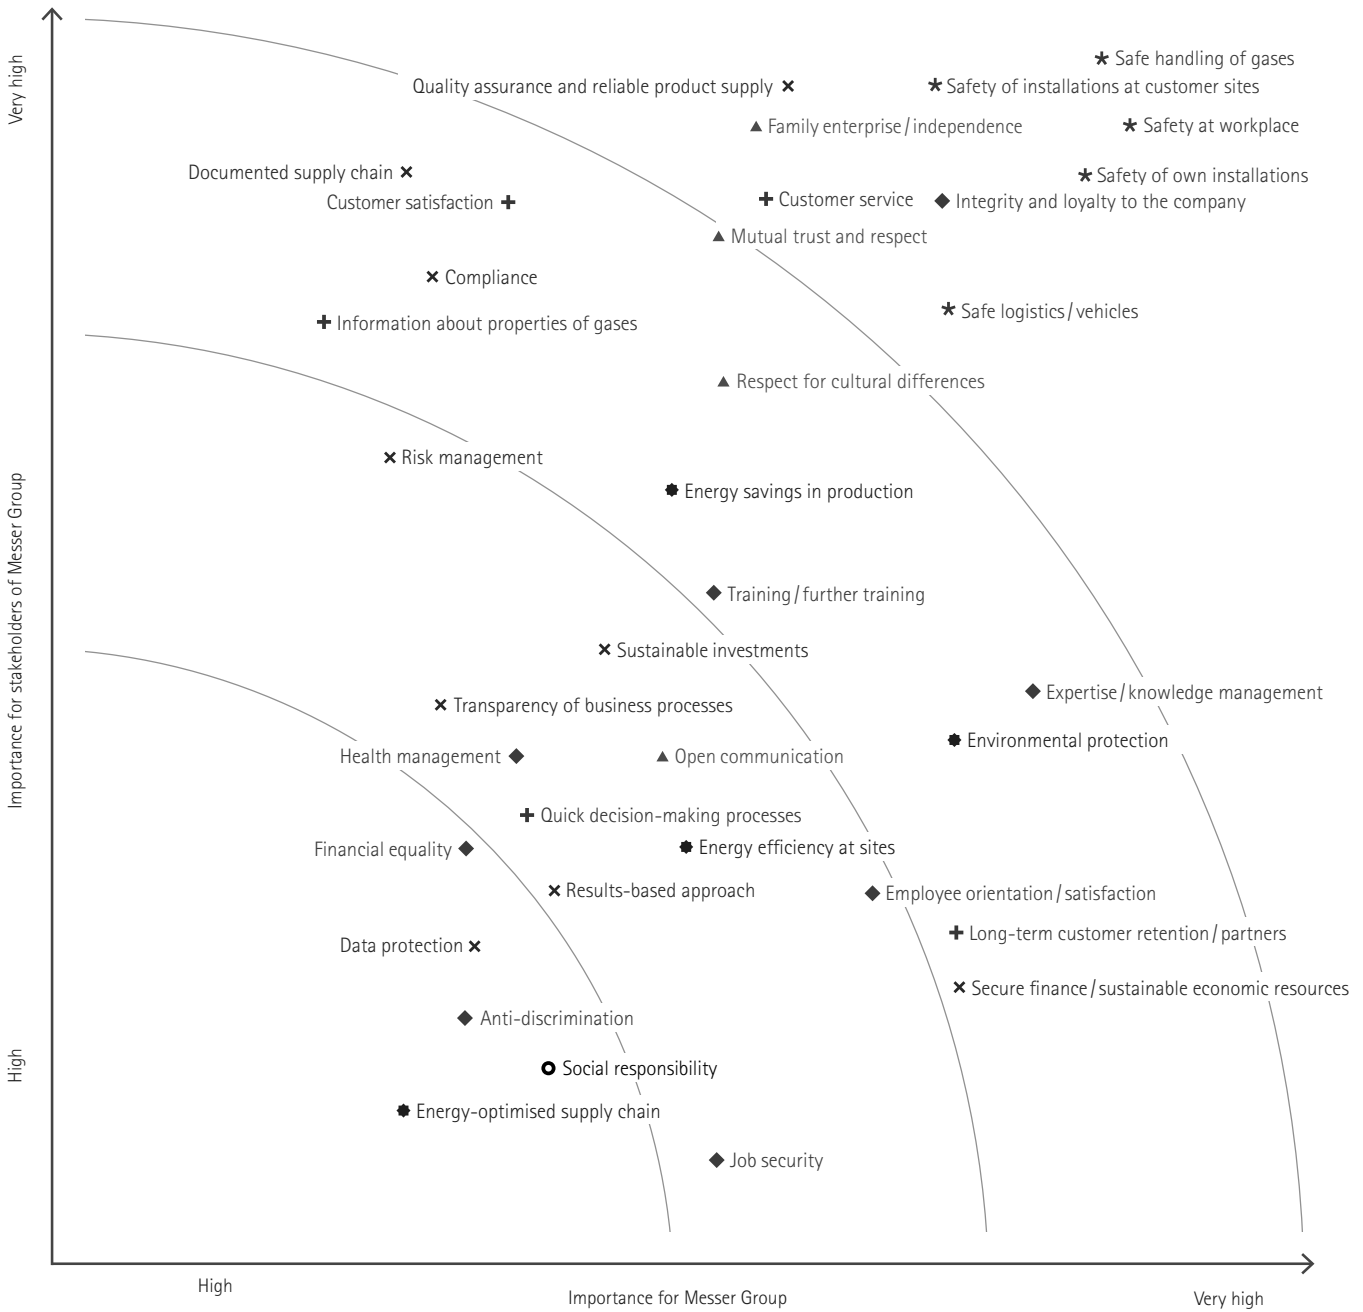 Very high
Safe handling of gases
Quality assurance and reliable product supply
Safety of installations at customer sites
Family enterprise / independence
Safety at workplace
Documented supply chain
Safety of own installations
Customer satisfaction
Customer service
Integrity and loyalty to the company
Mutual trust and respect
Compliance
Safe logistics / vehicles
Information about properties of gases
Respect for cultural differences
Risk management
Importance for stakeholders of Messer Group
Energy savings in production
Training / further training
Sustainable investments
Expertise / knowledge management
Transparency of business processes
Environmental protection
Health management
Open communication
Quick decision-making processes
Financial equality
Energy efficiency at sites
Results-based approach
Employee orientation / satisfaction
Long-term customer retention / partners
Data protection
Secure finance / sustainable economic resources
Anti-discrimination
High
Social responsibility
Energy-optimised supply chain
Job security
High
Importance for Messer Group
Very high